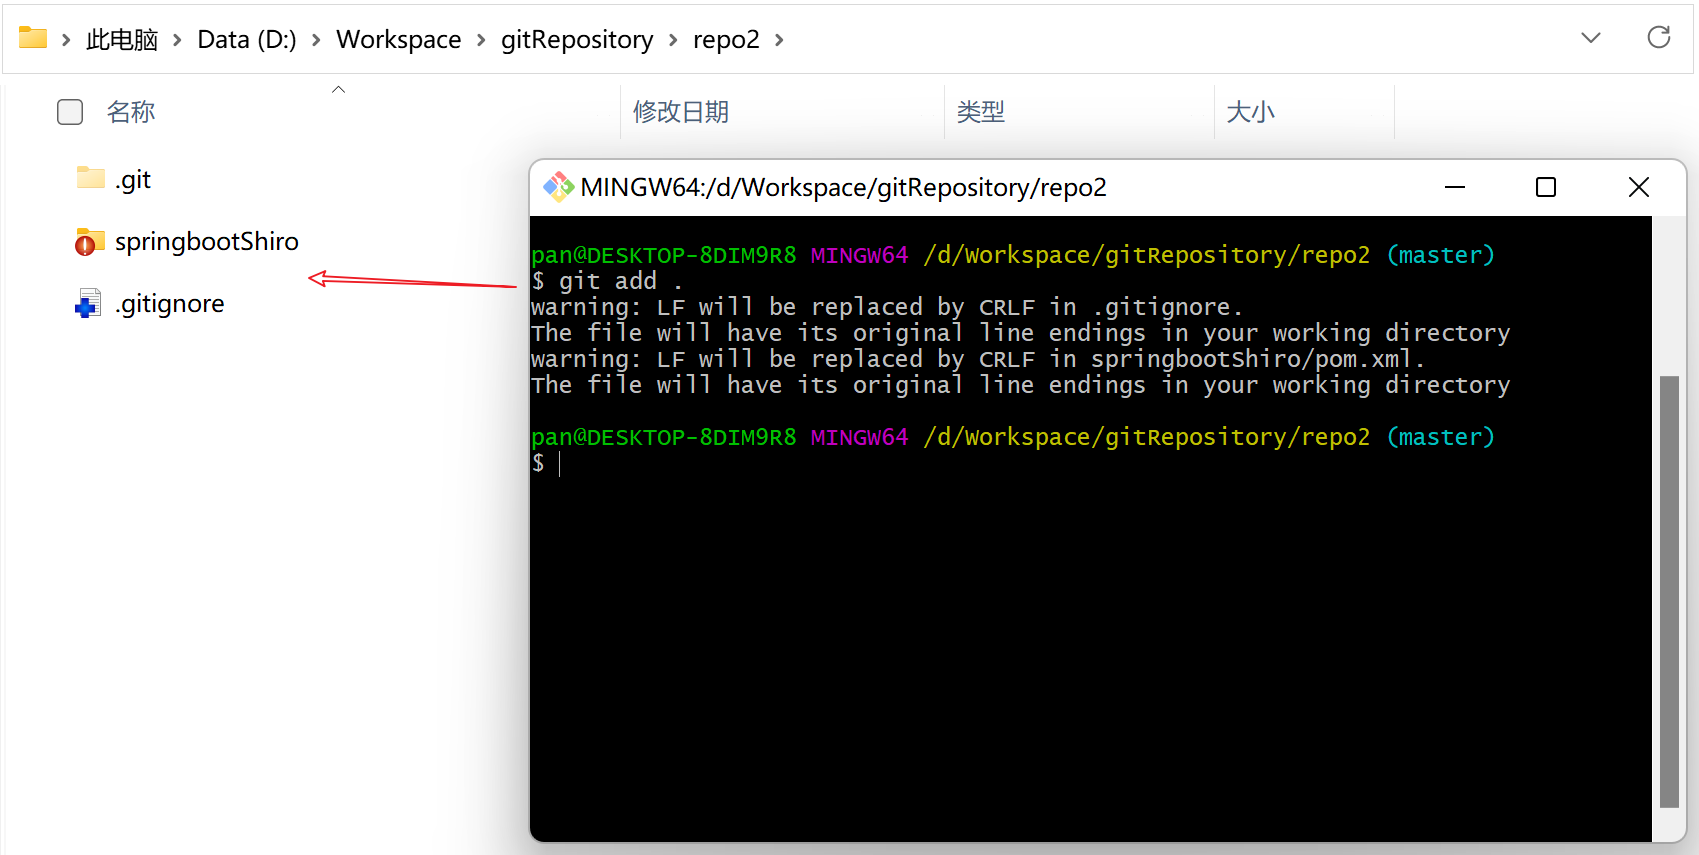 此电脑 > Data (D:) > Workspace > gitRepository > repo2 >
名称 修改日期 类型 大小
.git
springbootShiro
.gitignore
MINGW64:/d/Workspace/gitRepository/repo2
pan@DESKTOP-8DIM9R8 MINGW64 /d/Workspace/gitRepository/repo2 (master)
$ git add .
warning: LF will be replaced by CRLF in .gitignore.
The file will have its original line endings in your working directory
warning: LF will be replaced by CRLF in springbootShiro/pom.xml.
The file will have its original line endings in your working directory
pan@DESKTOP-8DIM9R8 MINGW64 /d/Workspace/gitRepository/repo2 (master)
$